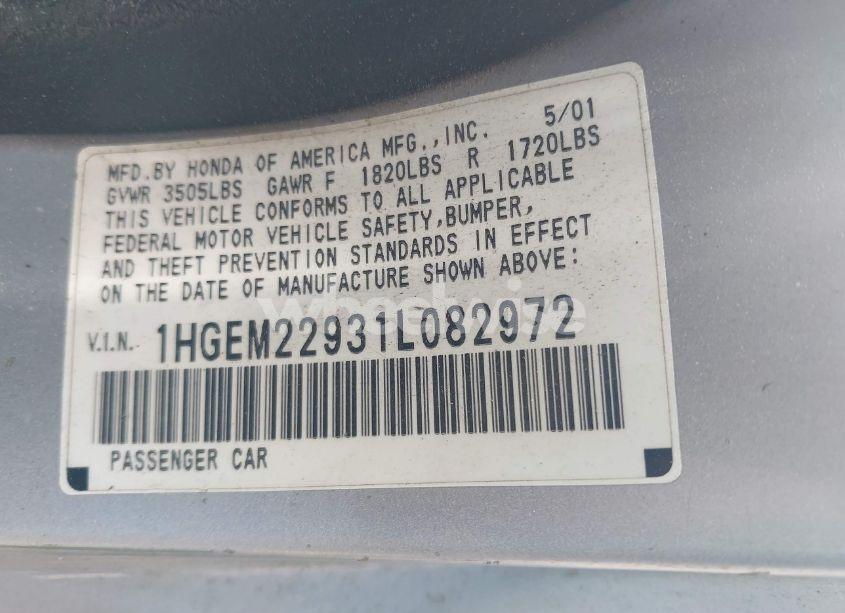 MFD.BY HONDA OF AMERICA MFG.,INC. 5/01
GVWR 3505LBS GAWR F 1820LBS R 1720LBS
THIS VEHICLE CONFORMS TO ALL APPLICABLE
FEDERAL MOTOR VEHICLE SAFETY,BUMPER,
AND THEFT PREVENTION STANDARDS IN EFFECT
ON THE DATE OF MANUFACTURE SHOWN ABOVE:
wheelwise
V.I.N. 1HGEM22931L082972
PASSENGER CAR